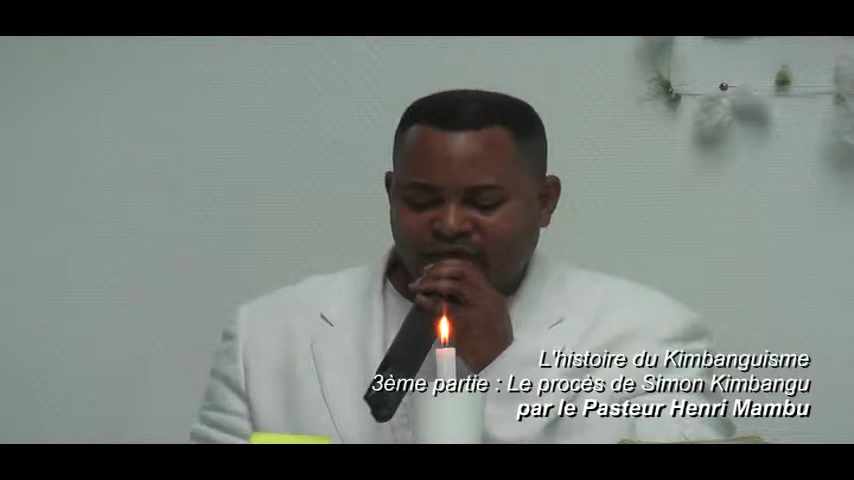 L'histoire du Kimbanguisme
3ème partie : Le procès de Simon Kimbangu
par le Pasteur Henri Mambu